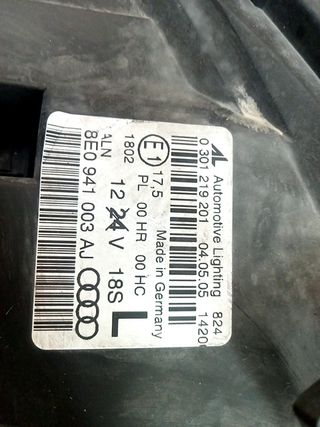 AL Automotive Lighting 824
0 301 219 201 04.05.05 1420
E1 17,5 Made in Germany
1802 PL 00 HR 00 HC
12 24 V 18S L
ALN
8E0 941 003 AJ